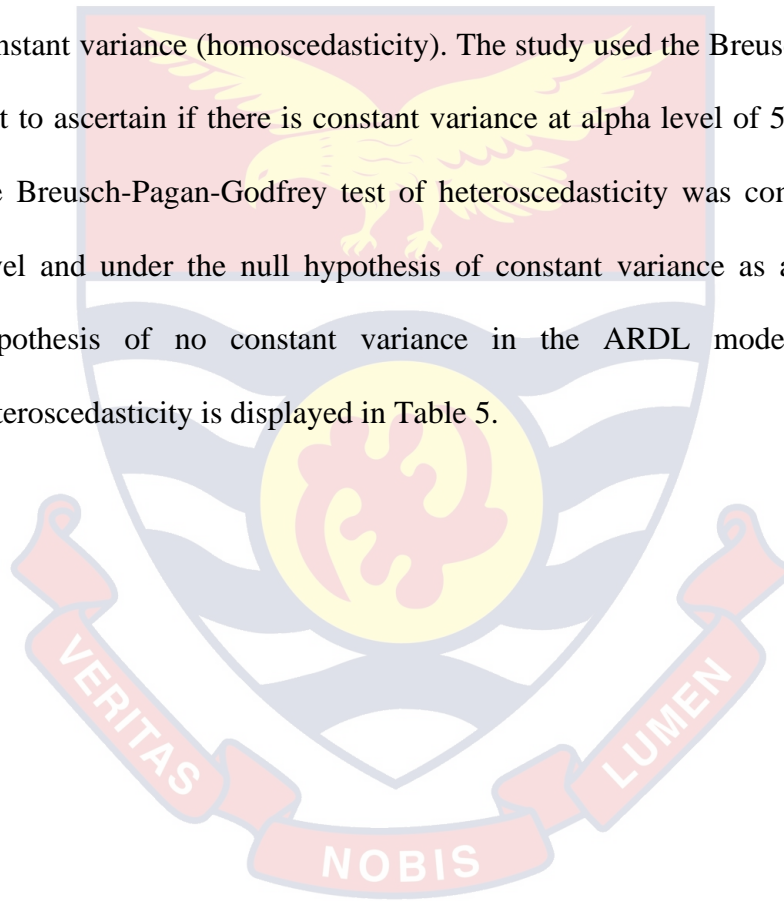 nstant variance (homoscedasticity). The study used the Breus
t to ascertain if there is constant variance at alpha level of 5
e Breusch-Pagan-Godfrey test of heteroscedasticity was con
vel and under the null hypothesis of constant variance as a
pothesis of no constant variance in the ARDL mode
teroscedasticity is displayed in Table 5.
VERITAS
NOBIS
LUMEN